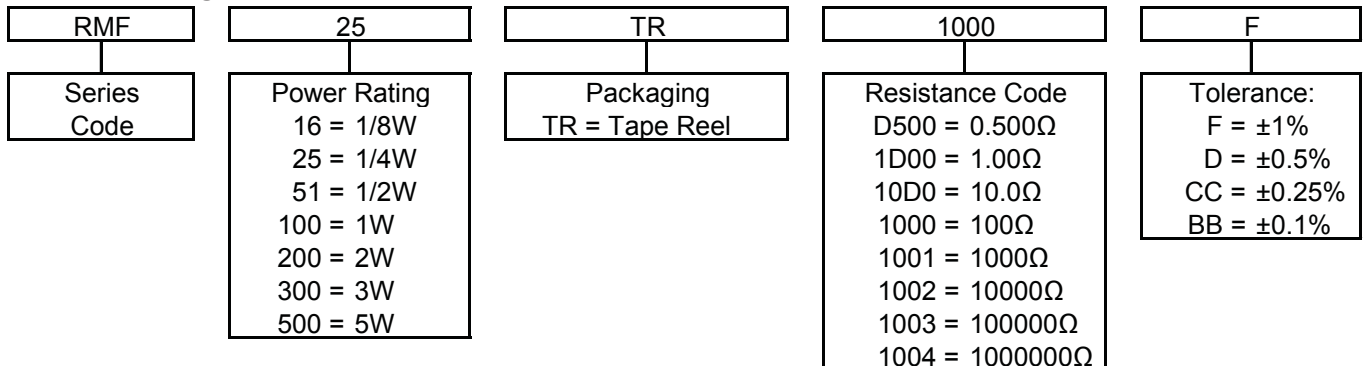 RMF
25
TR
1000
F
Series
Code
Power Rating
16 = 1/8W
25 = 1/4W
51 = 1/2W
100 = 1W
200 = 2W
300 = 3W
500 = 5W
Packaging
TR = Tape Reel
Resistance Code
D500 = 0.500Ω
1D00 = 1.00Ω
10D0 = 10.0Ω
1000 = 100Ω
1001 = 1000Ω
1002 = 10000Ω
1003 = 100000Ω
1004 = 1000000Ω
Tolerance:
F = ±1%
D = ±0.5%
CC = ±0.25%
BB = ±0.1%